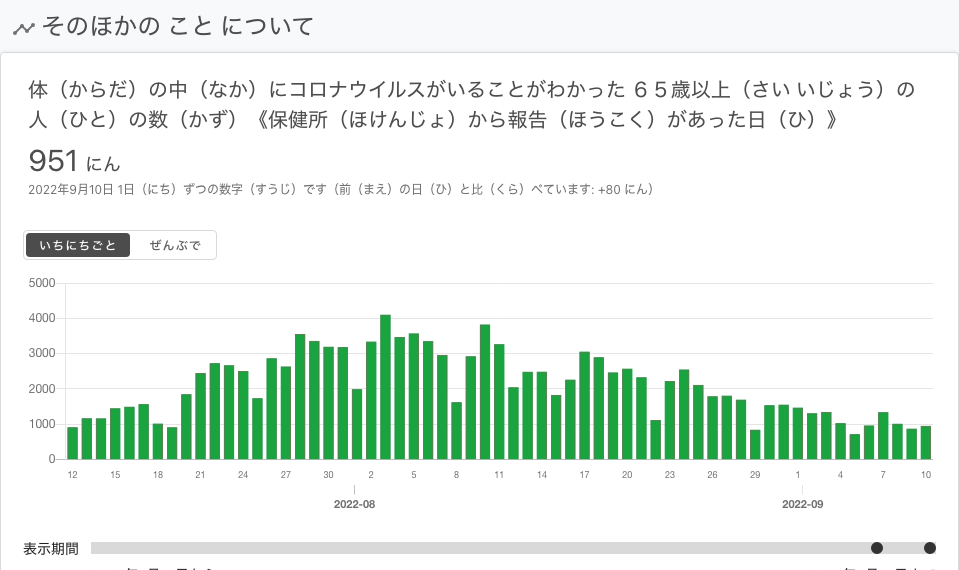 そのほかの こと について
体（からだ）の中（なか）にコロナウイルスがいることがわかった ６５歳以上（さい いじょう）の
人（ひと）の数（かず）《保健所（ほけんじょ）から報告（ほうこく）があった日（ひ）》
951 にん
2022年9月10日 1日（にち）ずつの数字（すうじ）です（前（まえ）の日（ひ）と比（くら）べています: +80 にん）
いちにちごと ぜんぶで
5000
4000
3000
2000
1000
0
12 15 18 21 24 27 30 2 5 8 11 14 17 20 23 26 29 1 4 7 10
2022-08 2022-09
表示期間